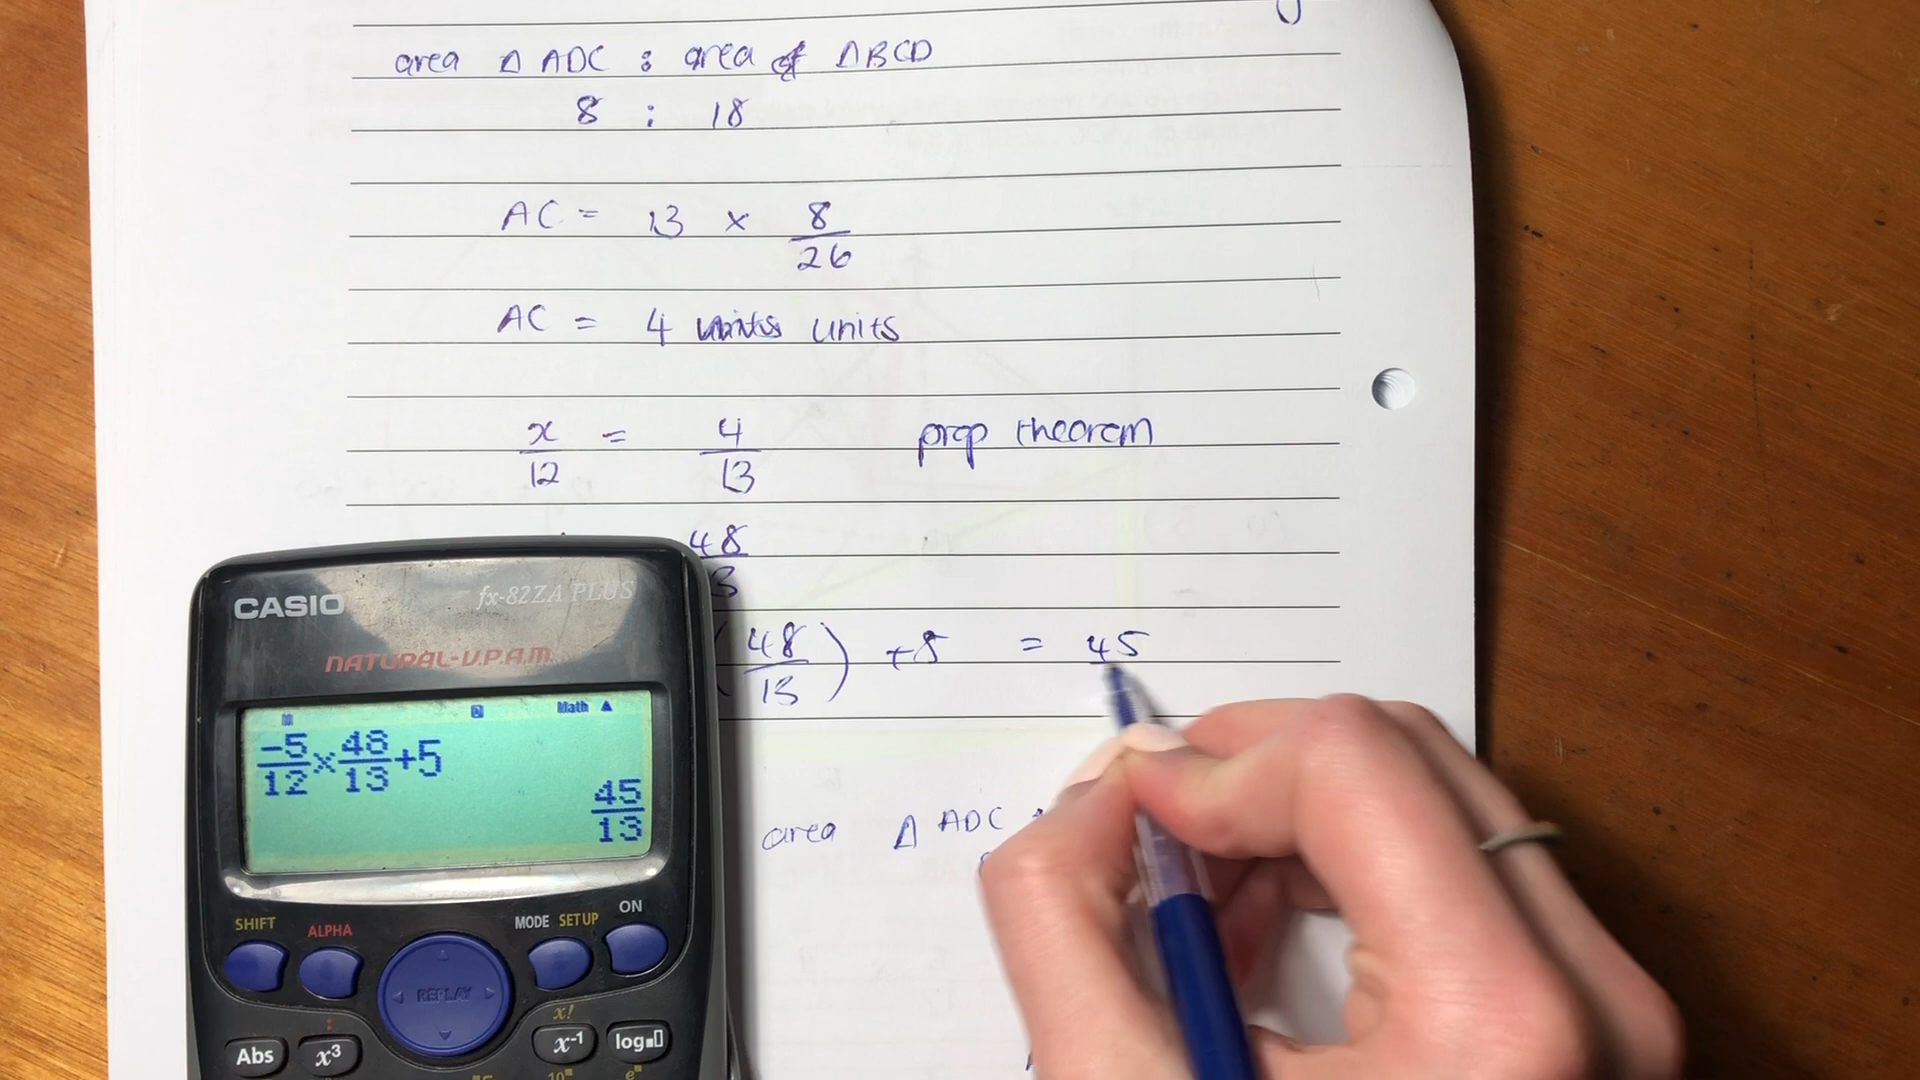 area Δ ADC : area of Δ BCD
8 : 18
AC = 13 × 8/26
AC = 4 units units
x/12 = 4/13 prop theorem
48
3
(48/13) +5 = 45
area Δ ADC
CASIO fx-82ZA PLUS
NATURAL-V.P.A.M.
M D Math ▲
-5/12×48/13+5
45/13
SHIFT ALPHA MODE SETUP ON
REPLAY
x!
Abs x³ x⁻¹ log
:
10 e